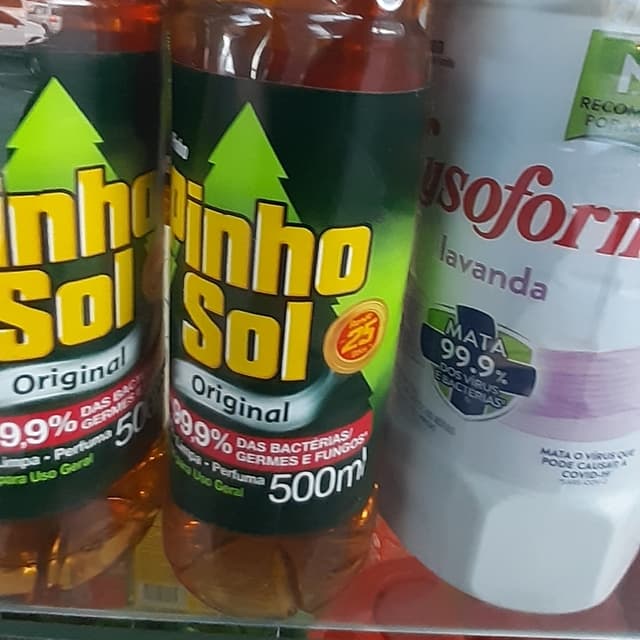 inho
Sol
Original
9,9% DAS BAC
GERMES
Limpa - Perfuma
para Uso Geral
50
Pinho
Sol
25
Original
99,9% DAS BACTÉRIAS/
GERMES E FUNGOS*
Limpa - Perfuma
para Uso Geral
500ml
RECOM
POR
ysoform
lavanda
MATA
99.9%
DOS VÍRUS
E BACTÉRIAS*
MATA O VÍRUS QUE
PODE CAUSAR A
COVID-19